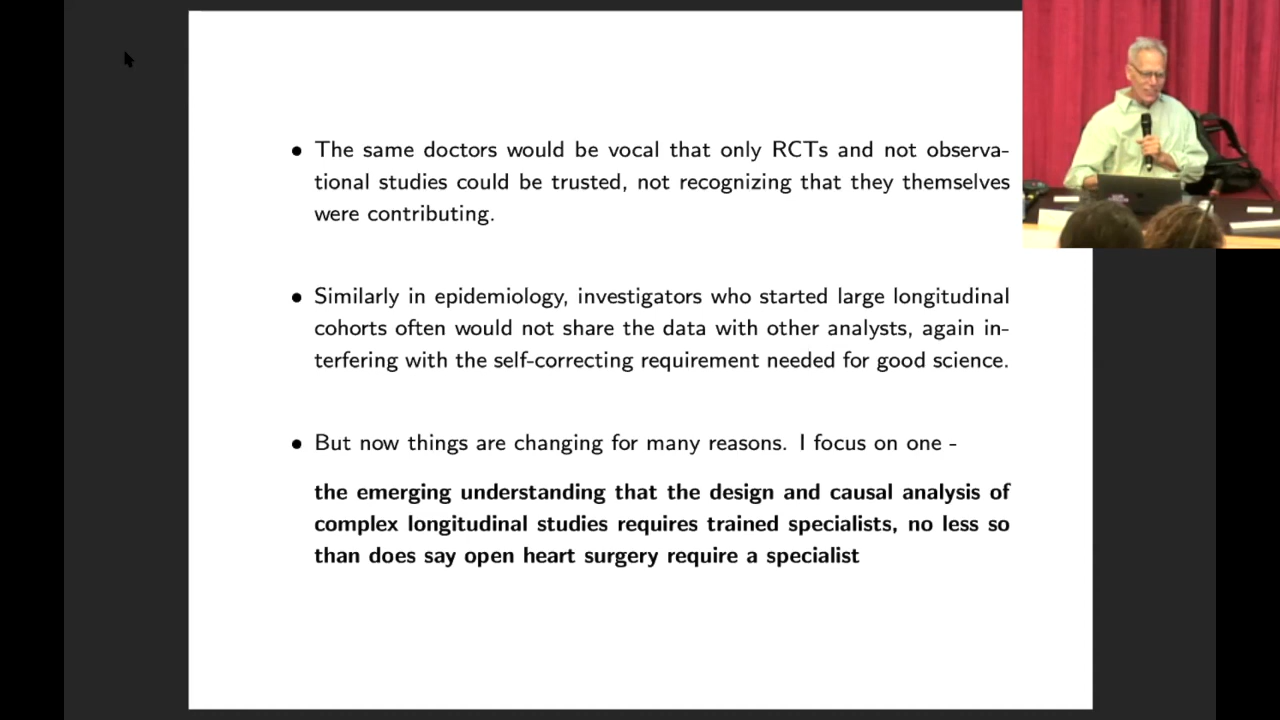 • The same doctors would be vocal that only RCTs and not observa-
tional studies could be trusted, not recognizing that they themselves
were contributing.
• Similarly in epidemiology, investigators who started large longitudinal
cohorts often would not share the data with other analysts, again in-
terfering with the self-correcting requirement needed for good science.
• But now things are changing for many reasons. I focus on one -
the emerging understanding that the design and causal analysis of
complex longitudinal studies requires trained specialists, no less so
than does say open heart surgery require a specialist